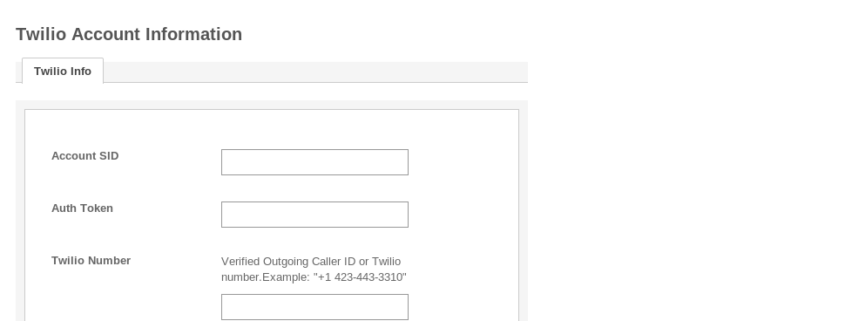 Twilio Account Information
Twilio Info
Account SID
Auth Token
Twilio Number
Verified Outgoing Caller ID or Twilio
number.Example: "+1 423-443-3310"